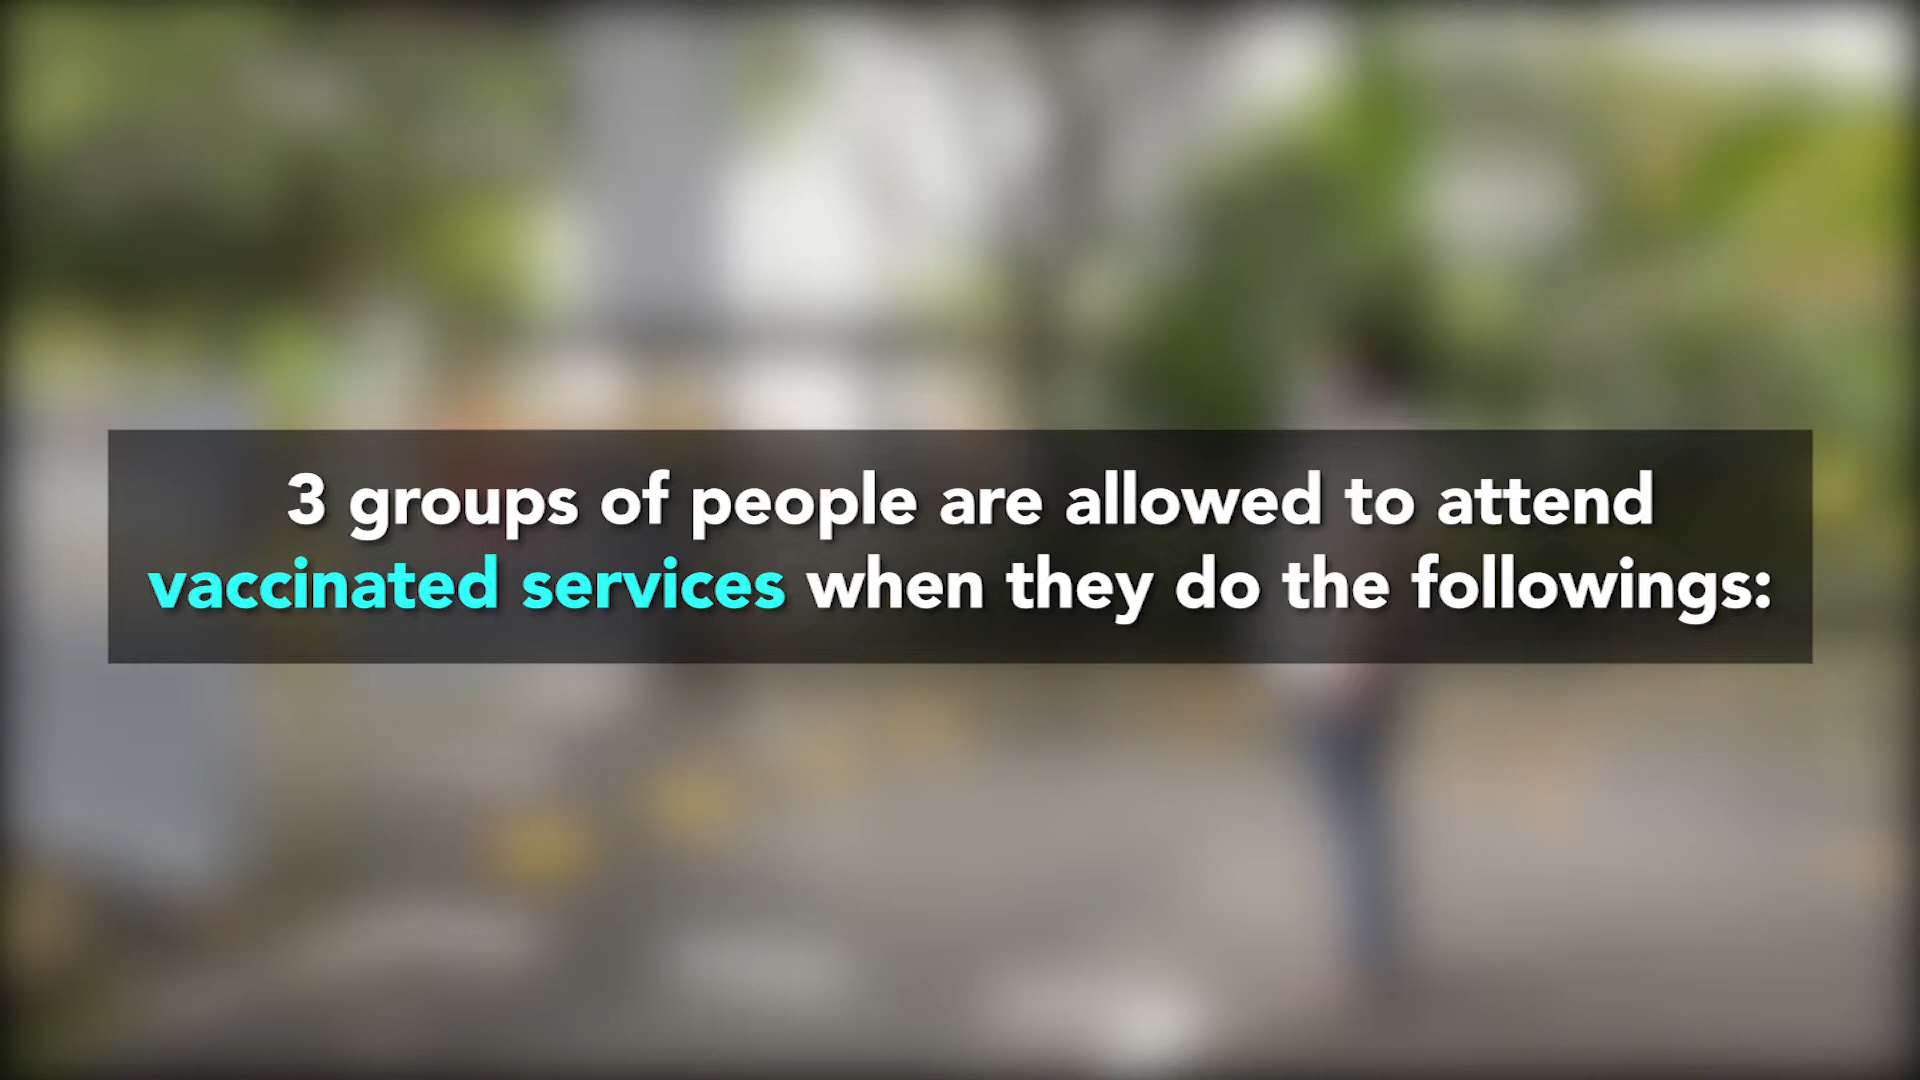 3 groups of people are allowed to attend
vaccinated services when they do the followings: